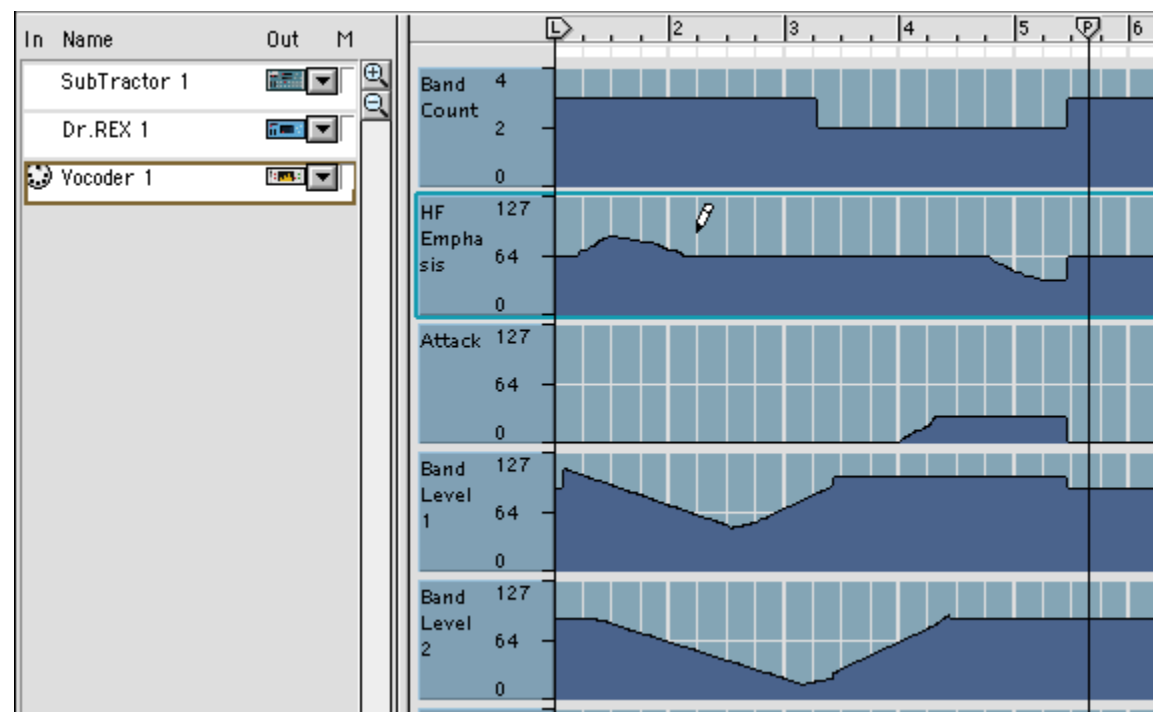 In Name Out M
L 2 3 4 5 P 6
SubTractor 1
Dr.REX 1
Vocoder 1
Band 4
Count
2
0
HF 127
Empha
sis 64
0
Attack 127
64
0
Band 127
Level
1 64
0
Band 127
Level
2 64
0